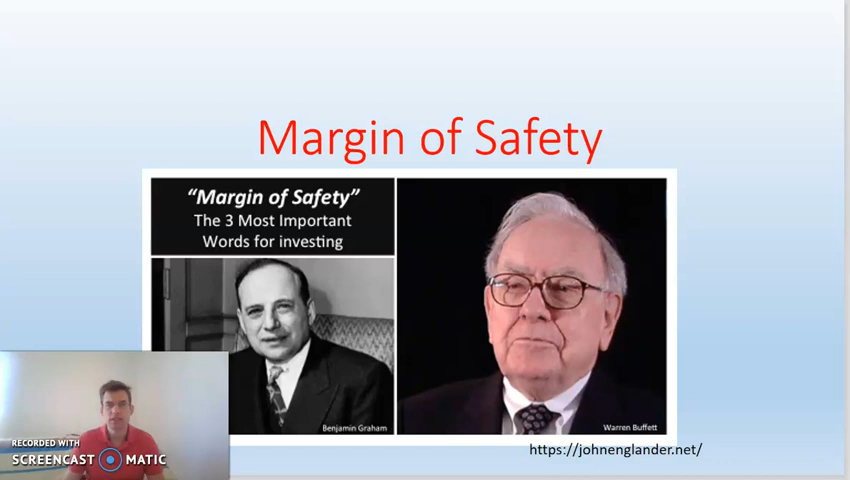 Margin of Safety
“Margin of Safety”
The 3 Most Important
Words for investing
Benjamin Graham
Warren Buffett
https://johnenglander.net/
RECORDED WITH
SCREENCAST MATIC